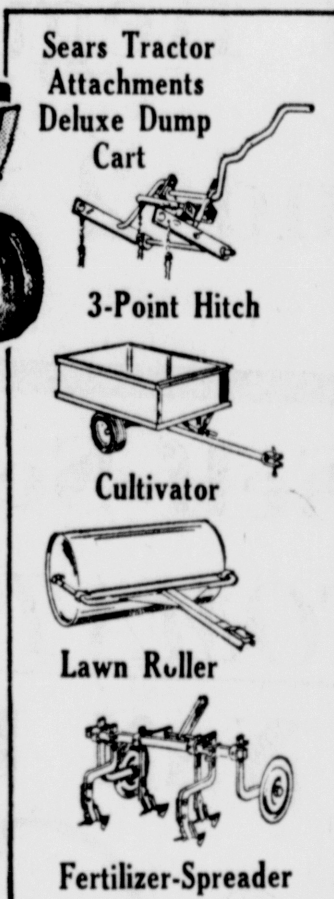 Sears Tractor
Attachments
Deluxe Dump
Cart
3-Point Hitch
Cultivator
Lawn Roller
Fertilizer-Spreader